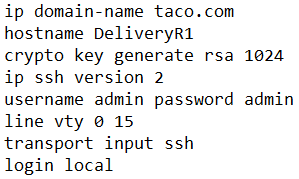 ip domain-name taco.com
hostname DeliveryR1
crypto key generate rsa 1024
ip ssh version 2
username admin password admin
line vty 0 15
transport input ssh
login local